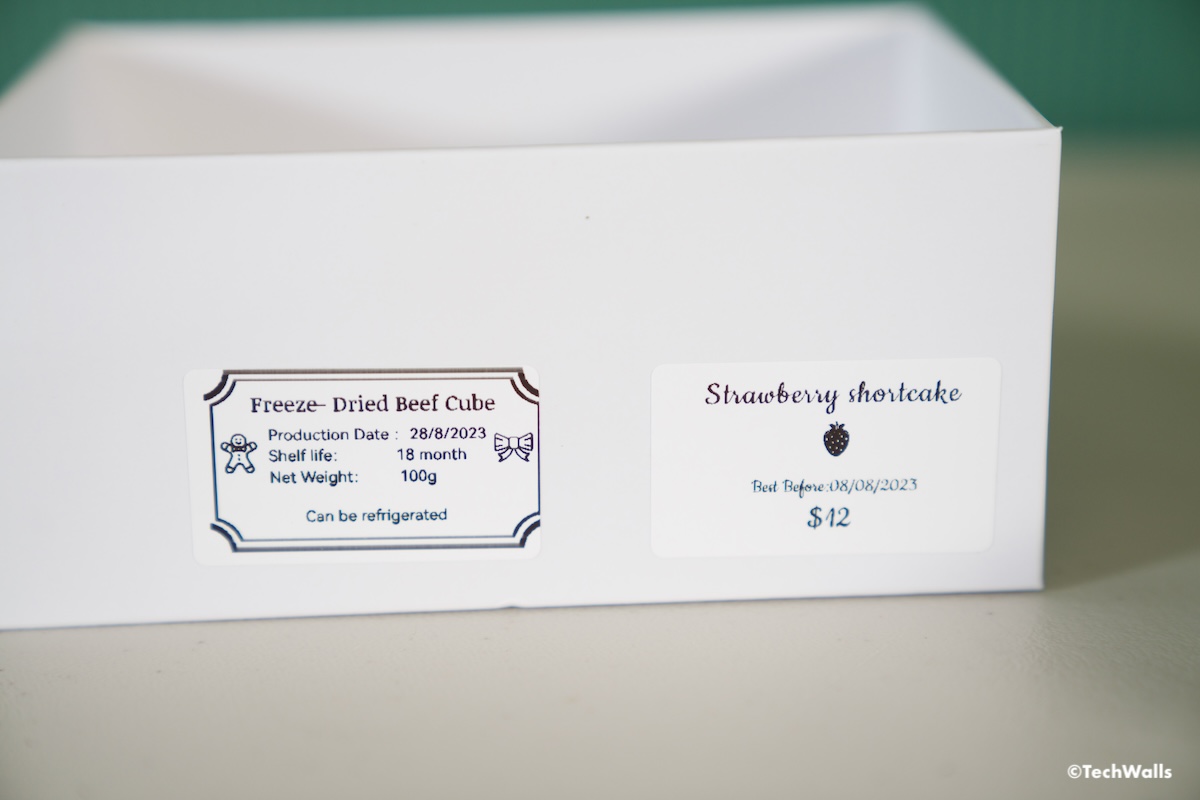 Freeze- Dried Beef Cube
Production Date : 28/8/2023
Shelf life: 18 month
Net Weight: 100g
Can be refrigerated
Strawberry shortcake
Best Before:08/08/2023
$12
©TechWalls